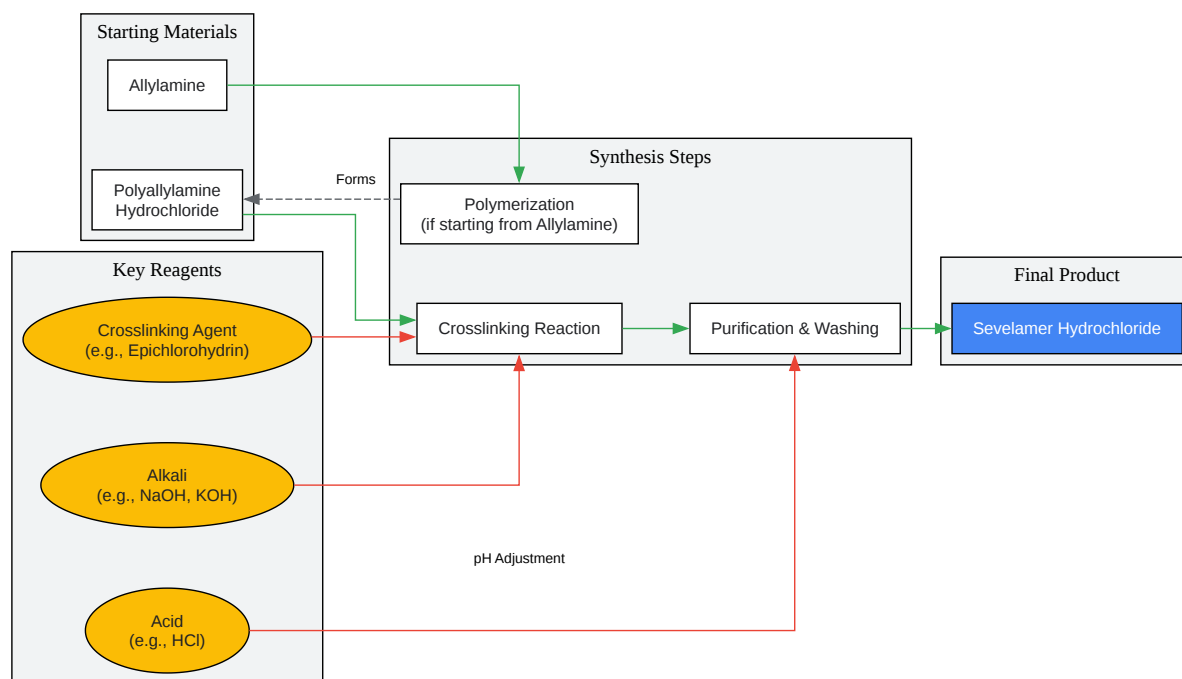 Starting Materials
Allylamine
Polyallylamine
Hydrochloride
Forms
Synthesis Steps
Polymerization
(if starting from Allylamine)
Key Reagents
Crosslinking Agent
(e.g., Epichlorohydrin)
Crosslinking Reaction
Purification & Washing
Final Product
Sevelamer Hydrochloride
Alkali
(e.g., NaOH, KOH)
pH Adjustment
Acid
(e.g., HCl)